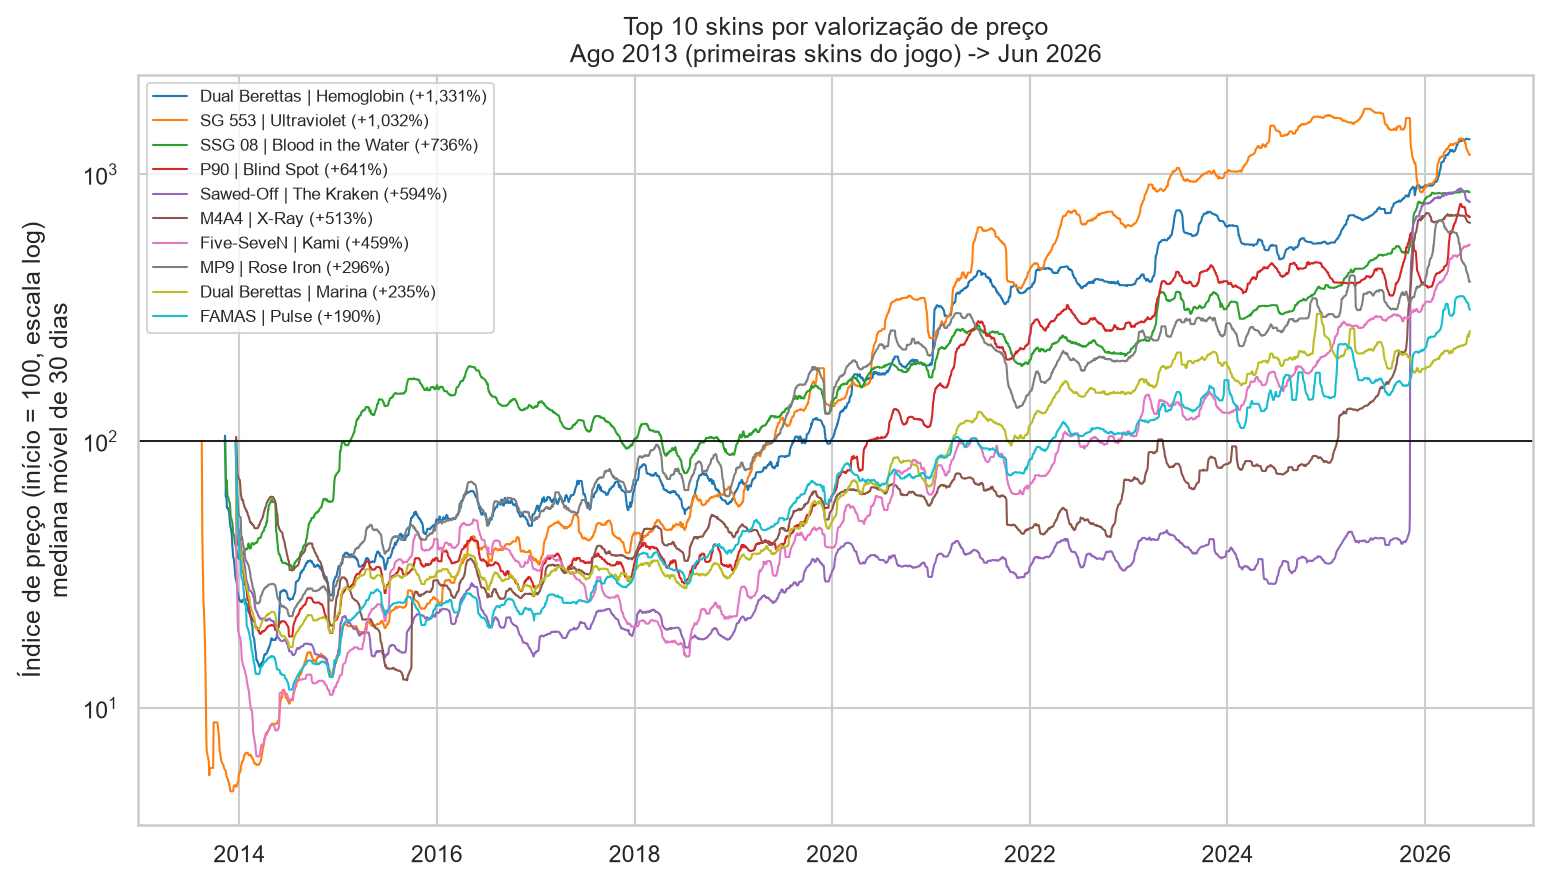 Top 10 skins por valorização de preço
Ago 2013 (primeiras skins do jogo) -> Jun 2026
Índice de preço (início = 100, escala log)
mediana móvel de 30 dias
Dual Berettas | Hemoglobin (+1,331%)
SG 553 | Ultraviolet (+1,032%)
SSG 08 | Blood in the Water (+736%)
P90 | Blind Spot (+641%)
Sawed-Off | The Kraken (+594%)
M4A4 | X-Ray (+513%)
Five-SeveN | Kami (+459%)
MP9 | Rose Iron (+296%)
Dual Berettas | Marina (+235%)
FAMAS | Pulse (+190%)
10³
10²
10¹
2014 2016 2018 2020 2022 2024 2026